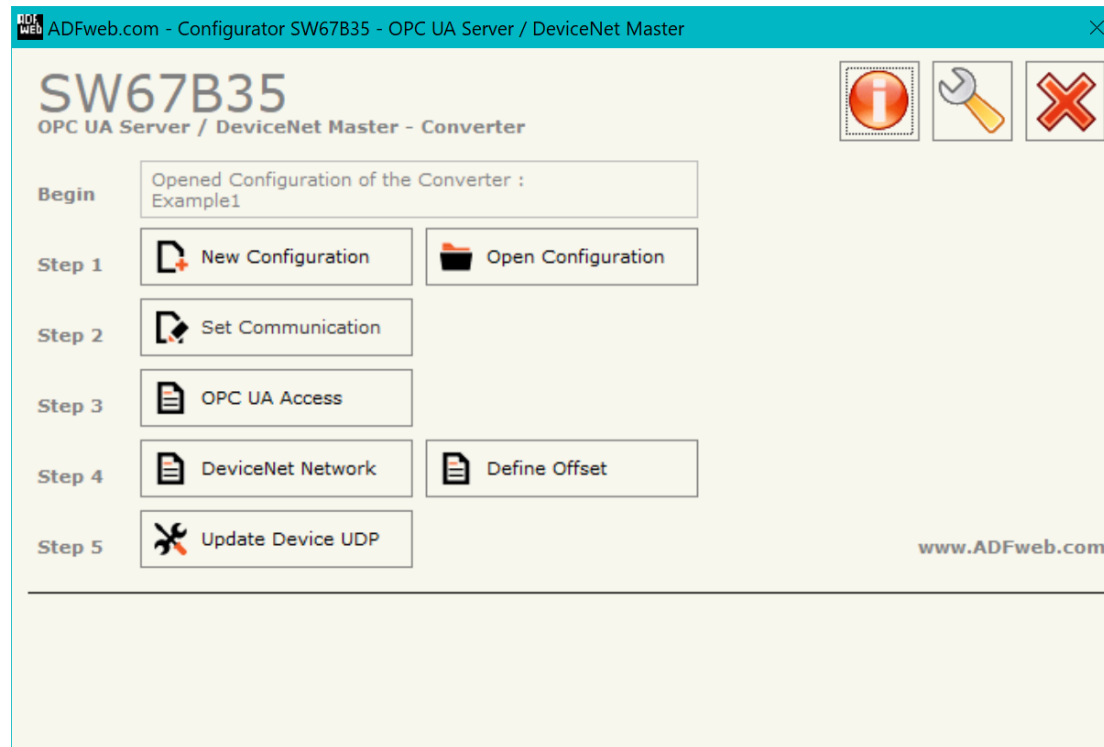 ADF
WEB
ADFweb.com - Configurator SW67B35 - OPC UA Server / DeviceNet Master
SW67B35
OPC UA Server / DeviceNet Master - Converter
Begin
Opened Configuration of the Converter :
Example1
Step 1
New Configuration
Open Configuration
Step 2
Set Communication
Step 3
OPC UA Access
Step 4
DeviceNet Network
Define Offset
Step 5
Update Device UDP
www.ADFweb.com